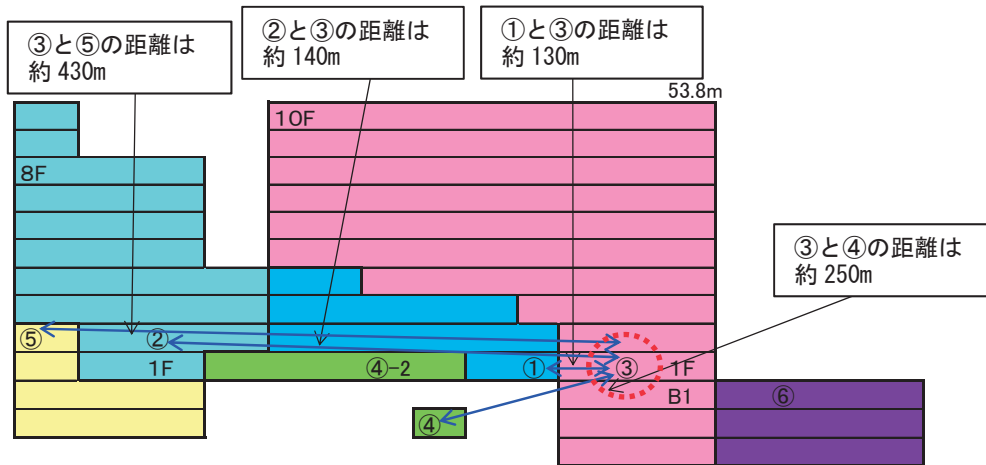 ③と⑤の距離は
約 430m
②と③の距離は
約 140m
①と③の距離は
約 130m
53.8m
10F
8F
③と④の距離は
約 250m
⑤
②
1F
④-2
①
③
1F
B1
⑥
④